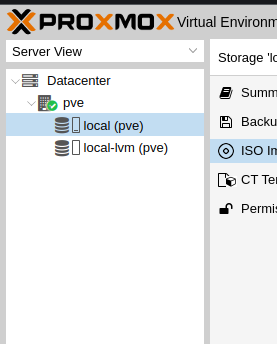 PROXMOX Virtual Environm
Server View
Storage 'lo
Datacenter
Summ
pve
Backu
local (pve)
ISO Im
local-lvm (pve)
CT Te
Permis